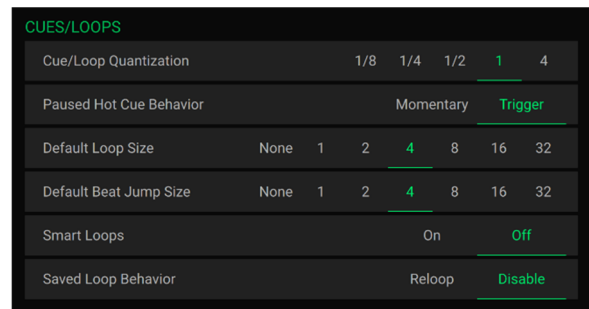 CUES/LOOPS
Cue/Loop Quantization 1/8 1/4 1/2 1 4
Paused Hot Cue Behavior Momentary Trigger
Default Loop Size None 1 2 4 8 16 32
Default Beat Jump Size None 1 2 4 8 16 32
Smart Loops On Off
Saved Loop Behavior Reloop Disable